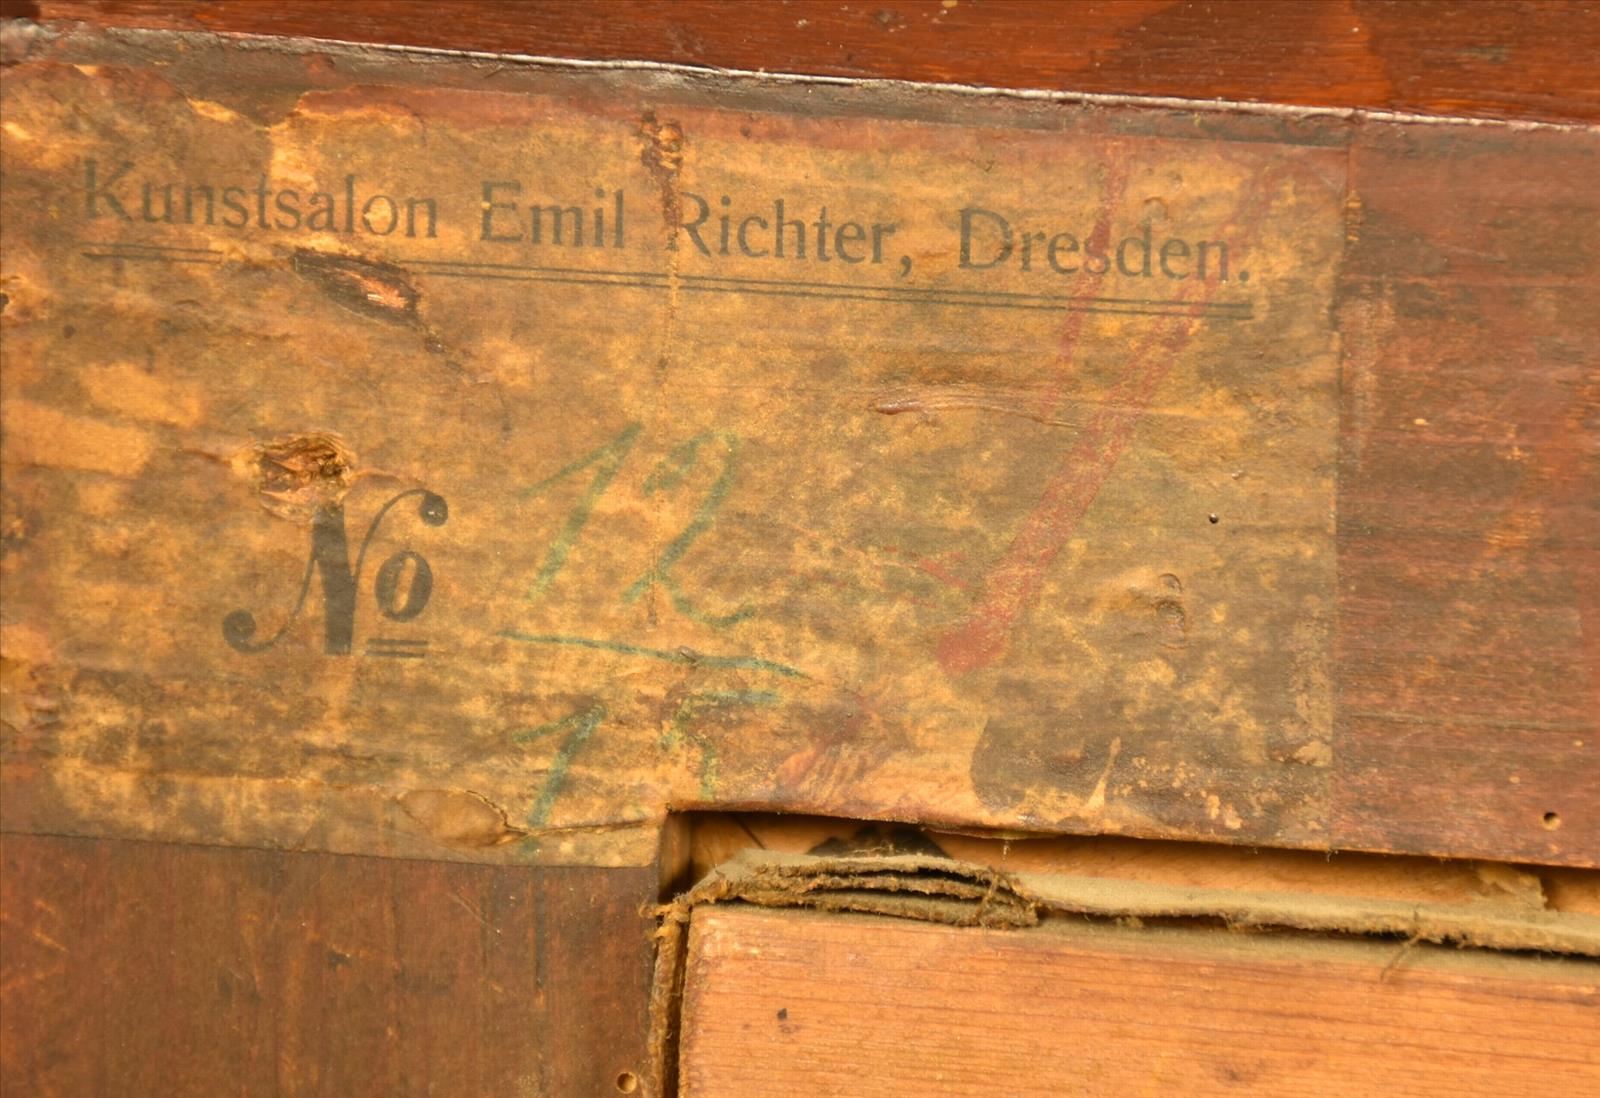 Kunstsalon Emil Richter, Dresden.
No 12
15